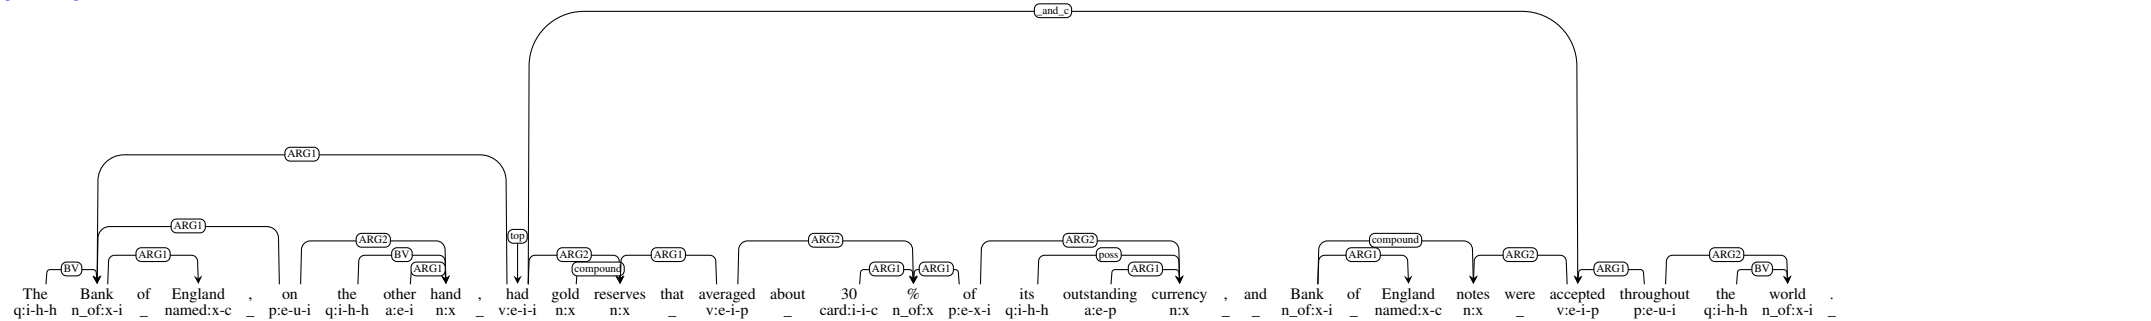 _and_c
ARG1
top
ARG1 ARG2 ARG2 ARG2 compound ARG2 ARG2
ARG1 BV ARG2 ARG1 poss ARG1
BV ARG1 compound ARG1 ARG1 ARG1 ARG1 BV
The Bank of England , on the other hand , had gold reserves that averaged about 30 % of its outstanding currency , and Bank of England notes were accepted throughout the world .
q:i-h-h n_of:x-i _ named:x-c _ p:e-u-i q:i-h-h a:e-i n:x _ v:e-i-i n:x n:x _ v:e-i-p _ card:i-i-c n_of:x p:e-x-i q:i-h-h a:e-p n:x _ _ n_of:x-i _ named:x-c n:x _ v:e-i-p p:e-u-i q:i-h-h n_of:x-i _